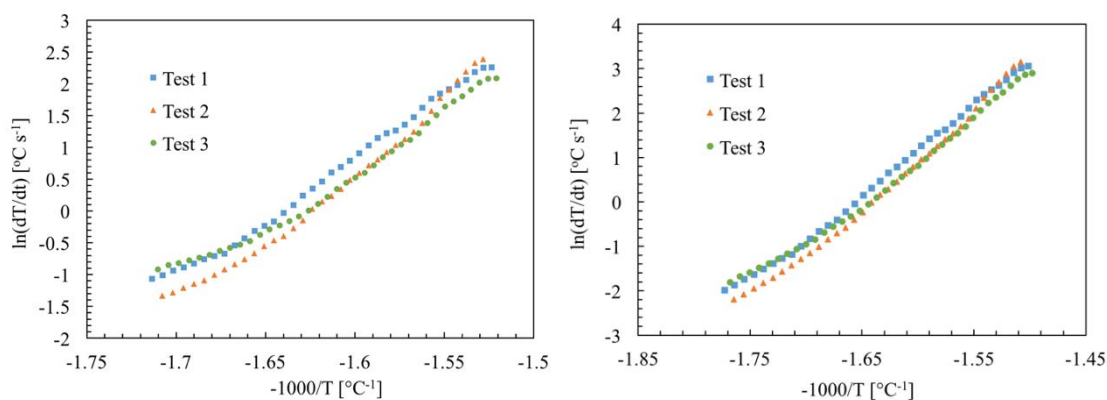 3
2.5
2
1.5
1
0.5
0
-0.5
-1
-1.5
-2
ln(dT/dt) [°C s⁻¹]
Test 1
Test 2
Test 3
-1.75 -1.7 -1.65 -1.6 -1.55 -1.5
-1000/T [°C⁻¹]
4
3
2
1
0
-1
-2
-3
ln(dT/dt) [°C s⁻¹]
Test 1
Test 2
Test 3
-1.85 -1.75 -1.65 -1.55 -1.45
-1000/T [°C⁻¹]